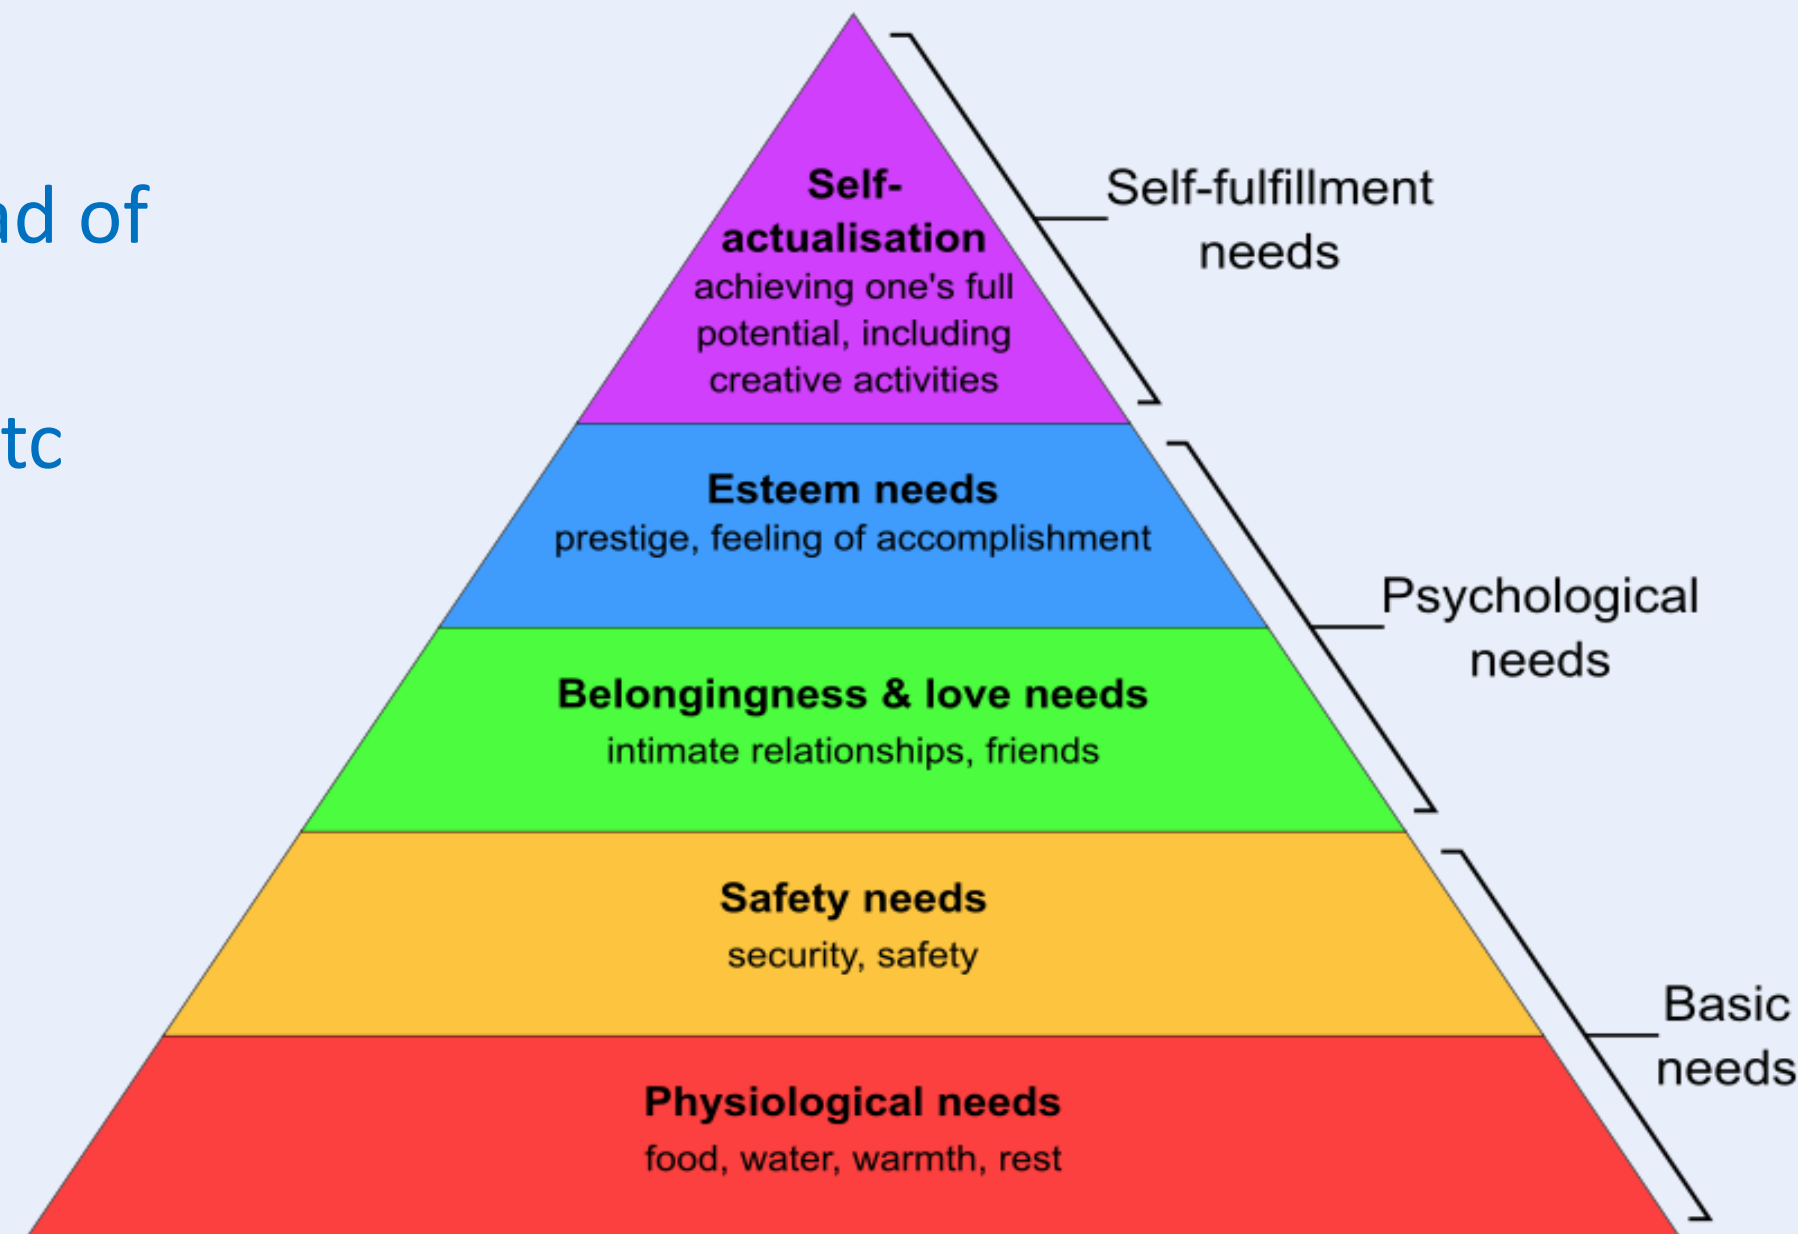 of
tc
Self-
actualisation
achieving one's full
potential, including
creative activities
Self-fulfillment
needs
Esteem needs
prestige, feeling of accomplishment
Belongingness & love needs
intimate relationships, friends
Psychological
needs
Safety needs
security, safety
Physiological needs
food, water, warmth, rest
Basic
needs